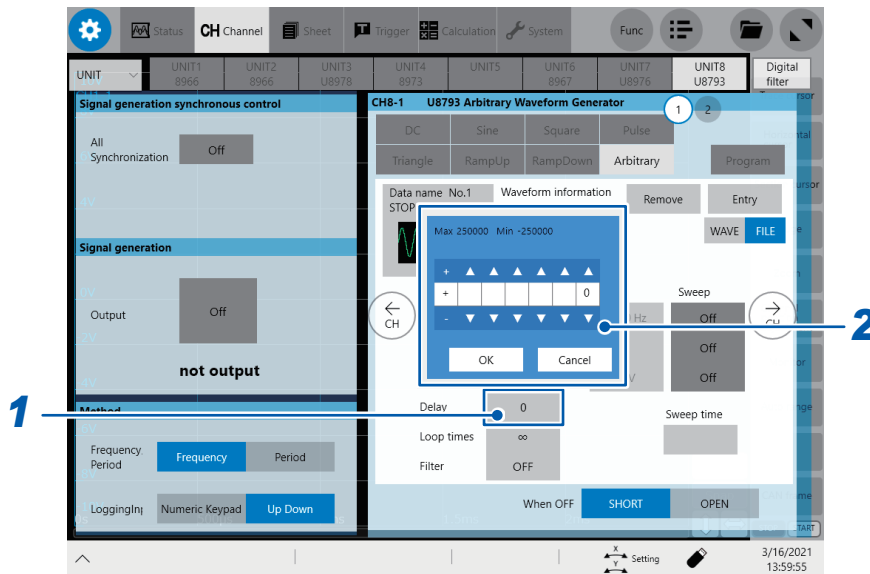 Status CH Channel Sheet Trigger Calculation System Func
UNIT UNIT1 UNIT2 UNIT3 UNIT4 UNIT5 UNIT6 UNIT7 UNIT8 Digital
8966 8966 U8978 8973 8967 U8976 U8793 filter
Signal generation synchronous control
CH8-1 U8793 Arbitrary Waveform Generator 1 2
All
Synchronization
Off
DC Sine Square Pulse
Triangle RampUp RampDown Arbitrary Program
Data name No.1 Waveform information Remove Entry
STOP
WAVE FILE
Max 250000 Min -250000
+ ▲ ▲ ▲ ▲ ▲ ▲
+ 0
- ▼ ▼ ▼ ▼ ▼ ▼
OK Cancel
Signal generation
Output Off
not output
← CH
→ CH
Hz
V
Sweep
Off
Off
Off
2
1
Delay 0
Sweep time
Loop times ∞
Filter OFF
Method
Frequency.
Period
Frequency Period
LoggingInp Numeric Keypad Up Down
When OFF SHORT OPEN
START
X
Y
Setting
3/16/2021
13:59:55